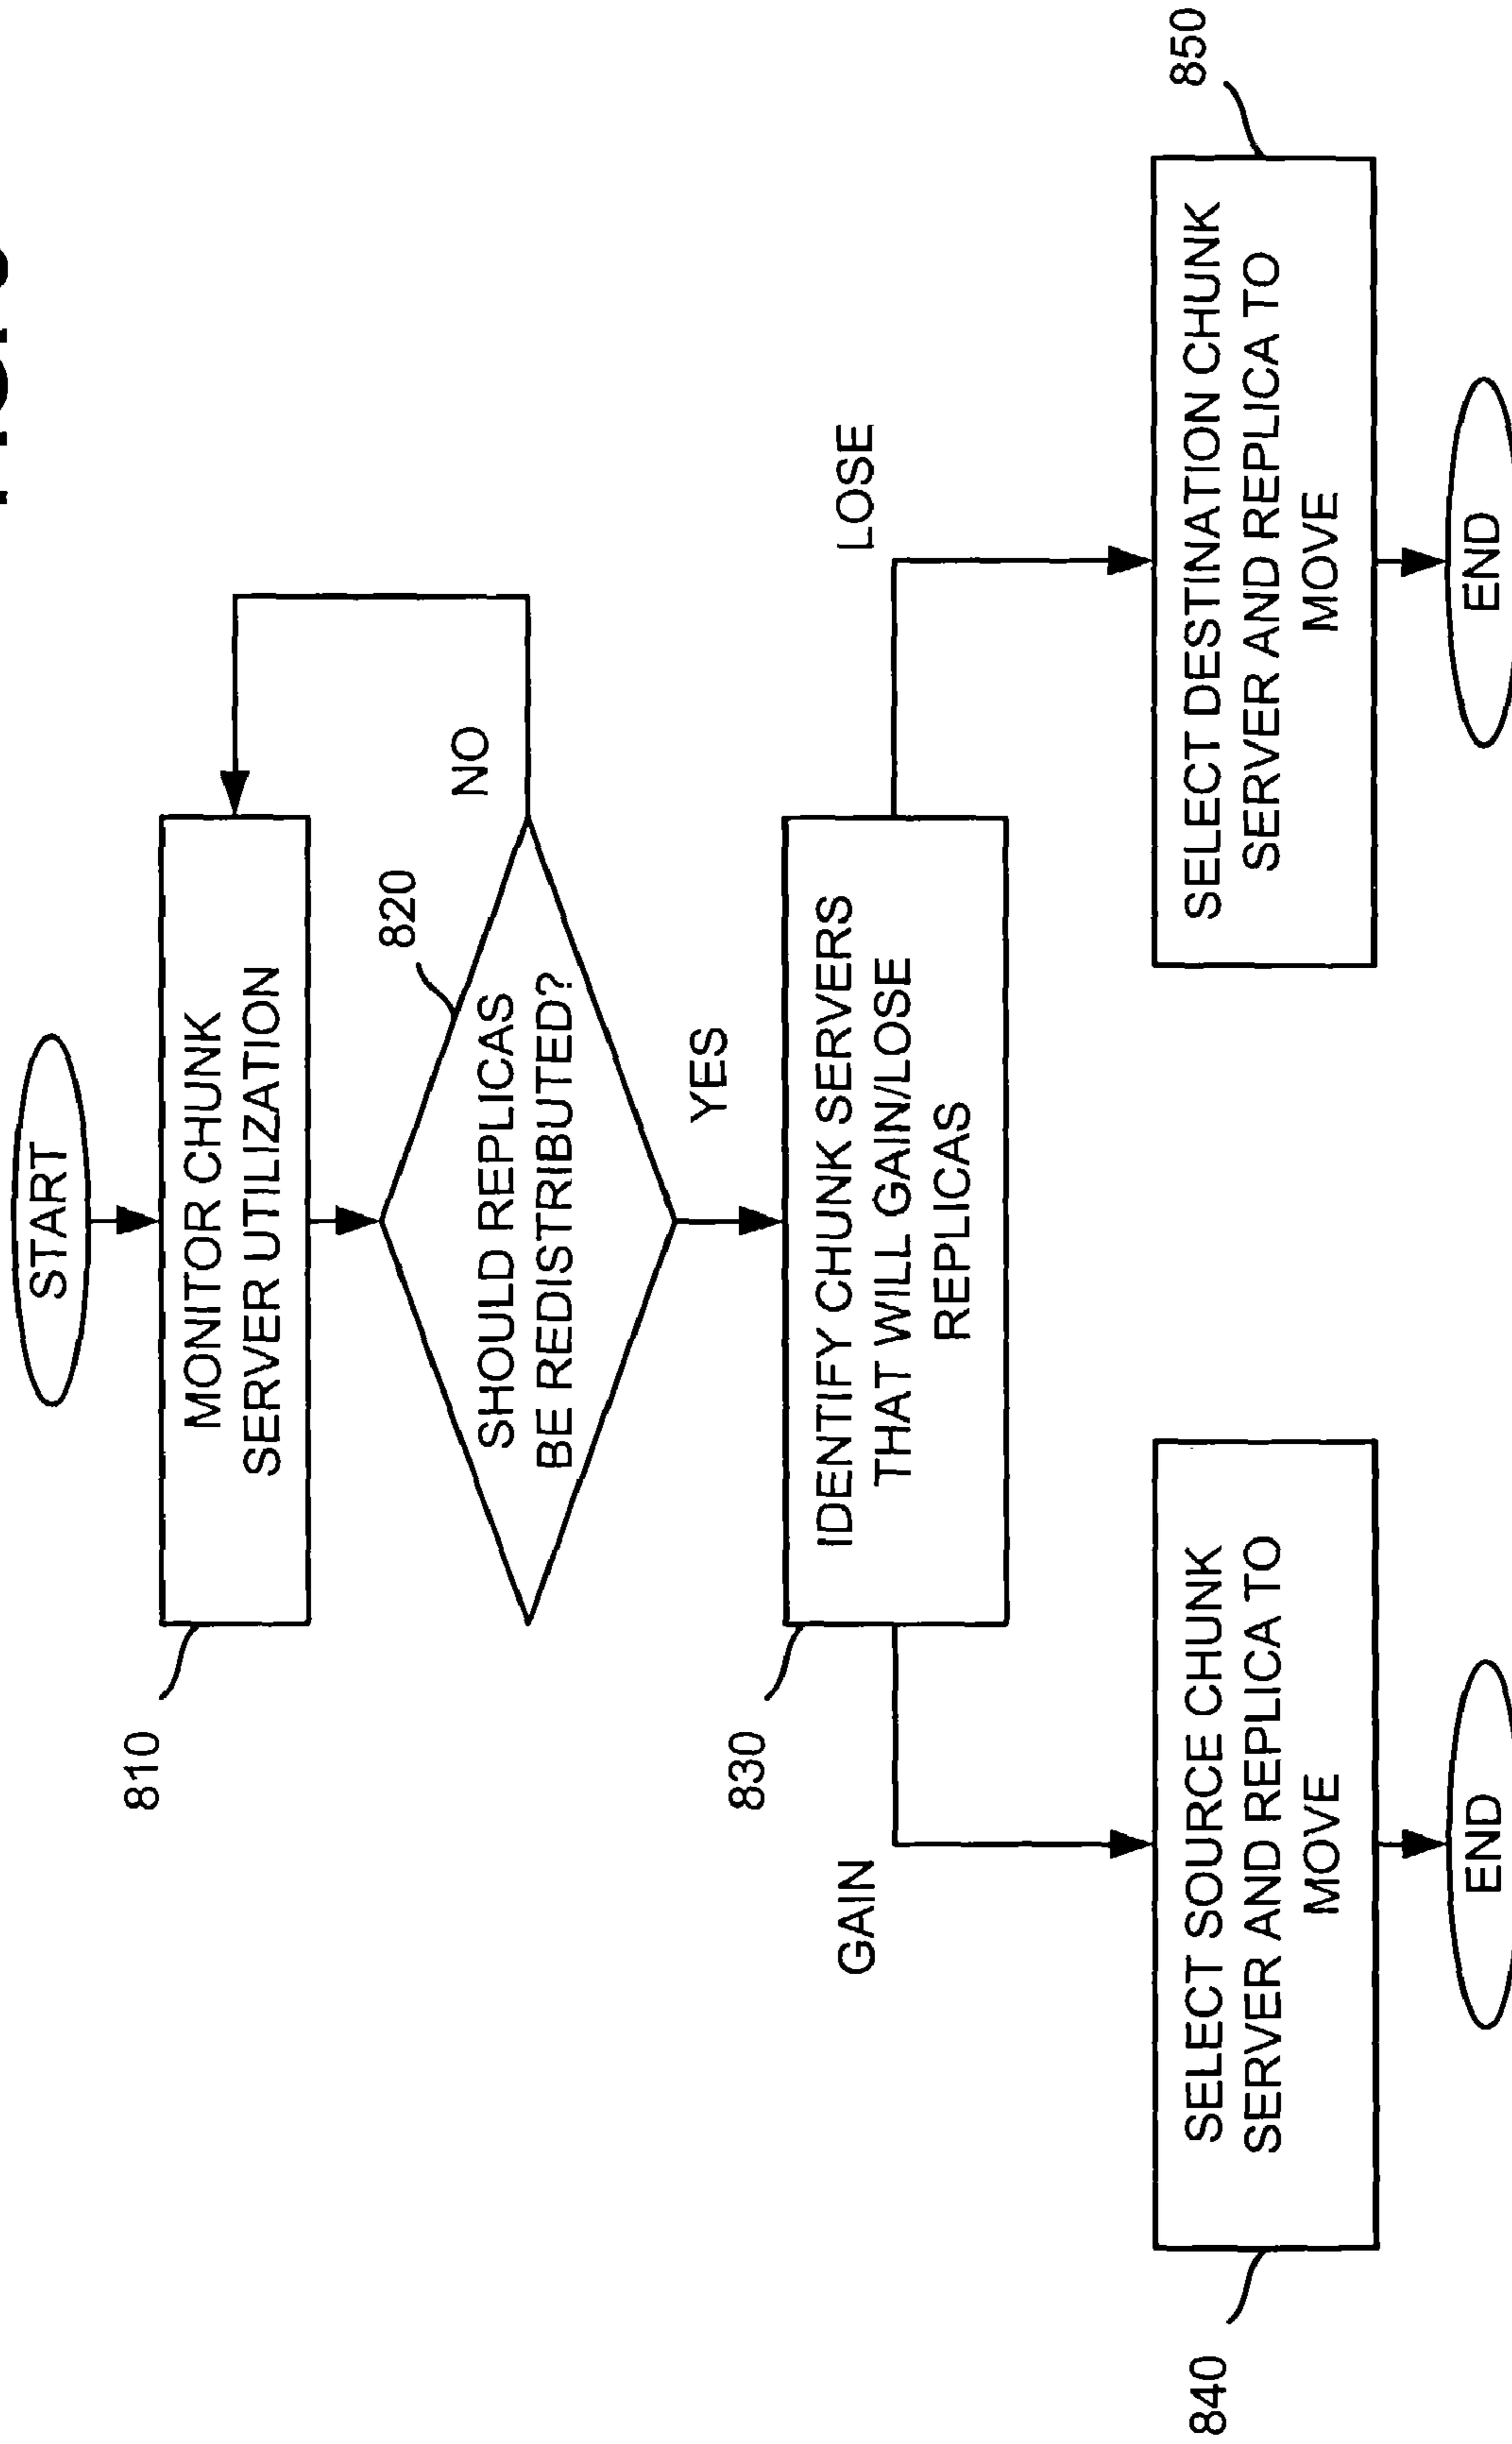 START
810
MONITOR CHUNK
SERVER UTILIZATION
820
SHOULD REPLICAS
BE REDISTRIBUTED?
NO
YES
830
IDENTIFY CHUNK SERVERS
THAT WILL GAIN/LOSE
REPLICAS
GAIN
LOSE
840
SELECT SOURCE CHUNK
SERVER AND REPLICA TO
MOVE
850
SELECT DESTINATION CHUNK
SERVER AND REPLICA TO
MOVE
END
END